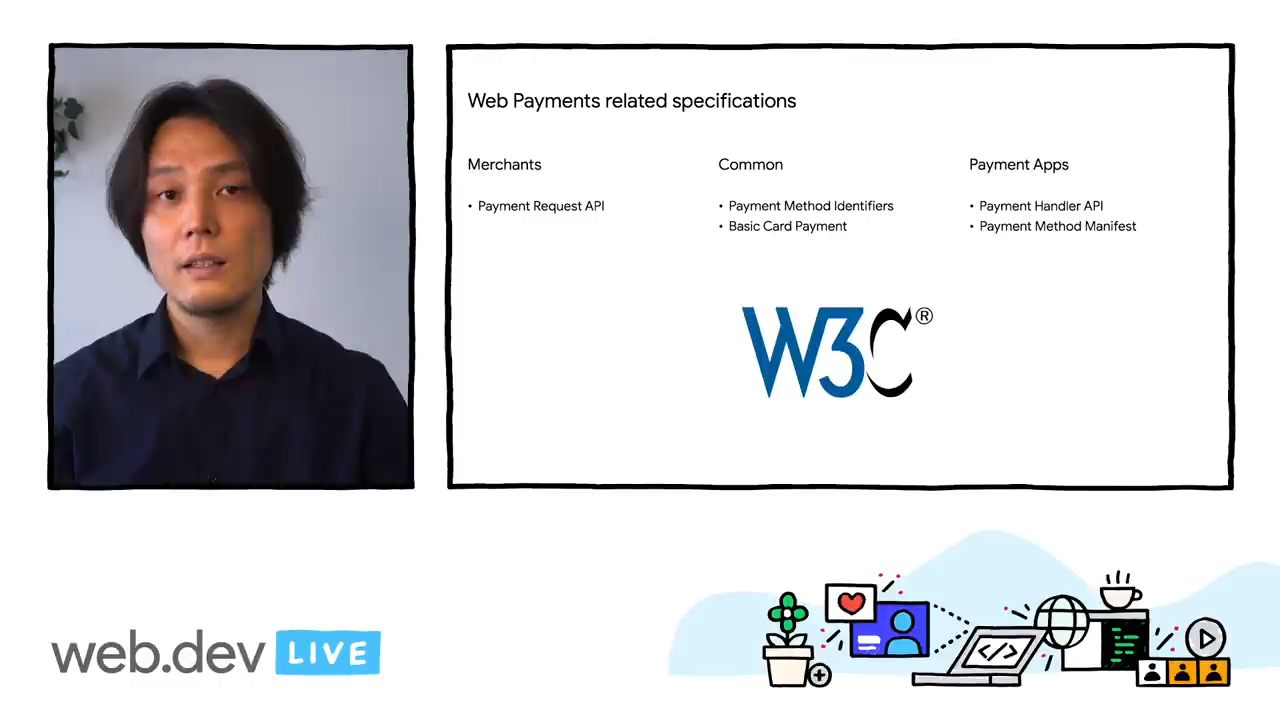 Web Payments related specifications
Merchants
• Payment Request API
Common
• Payment Method Identifiers
• Basic Card Payment
Payment Apps
• Payment Handler API
• Payment Method Manifest
W3C®
web.dev LIVE
</>